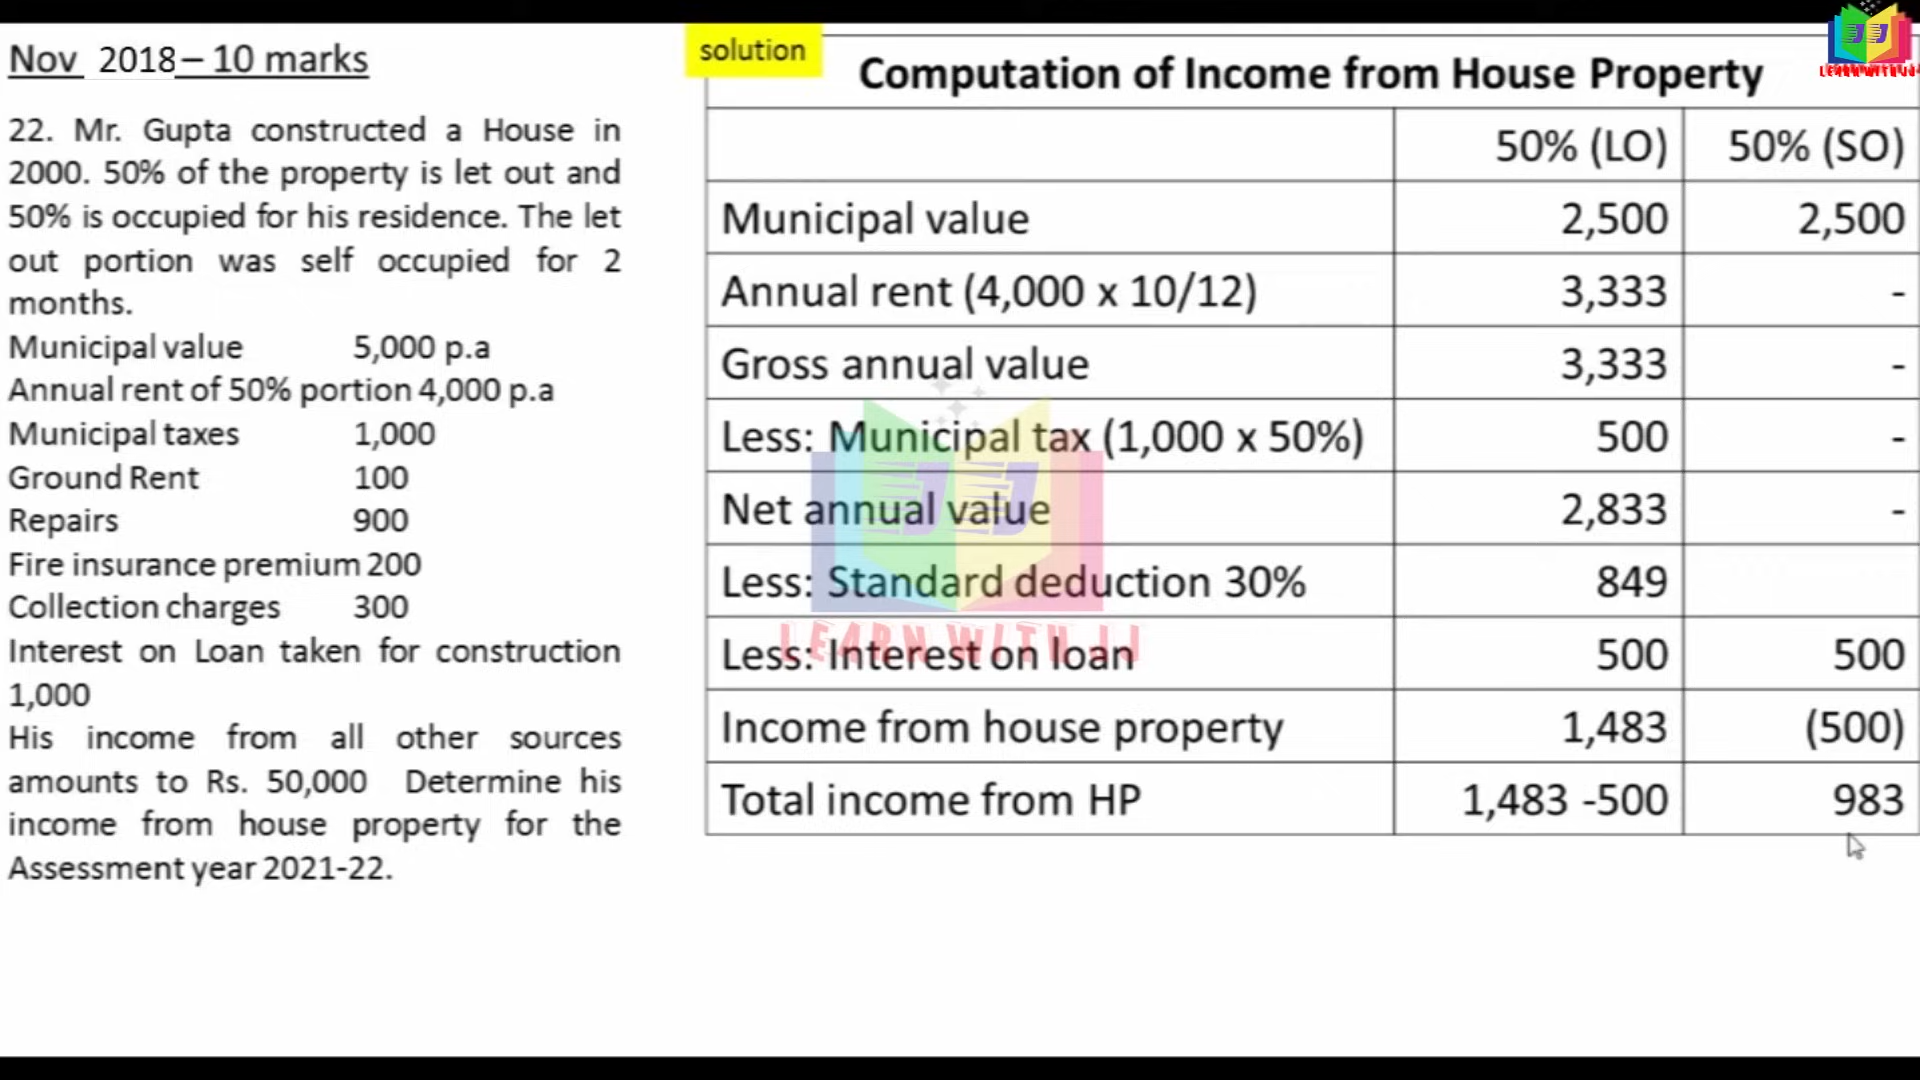 Nov 2018 – 10 marks
22. Mr. Gupta constructed a House in
2000. 50% of the property is let out and
50% is occupied for his residence. The let
out portion was self occupied for 2
months.
Municipal value 5,000 p.a
Annual rent of 50% portion 4,000 p.a
Municipal taxes 1,000
Ground Rent 100
Repairs 900
Fire insurance premium 200
Collection charges 300
Interest on Loan taken for construction
1,000
His income from all other sources
amounts to Rs. 50,000 Determine his
income from house property for the
Assessment year 2021-22.
solution
Computation of Income from House Property
50% (LO) 50% (SO)
Municipal value 2,500 2,500
Annual rent (4,000 x 10/12) 3,333 -
Gross annual value 3,333 -
Less: Municipal tax (1,000 x 50%) 500 -
Net annual value 2,833 -
Less: Standard deduction 30% 849
Less: Interest on loan 500 500
Income from house property 1,483 (500)
Total income from HP 1,483 -500 983
JJ
LEARN WITH JJ
JJ
LEARN WITH JJ